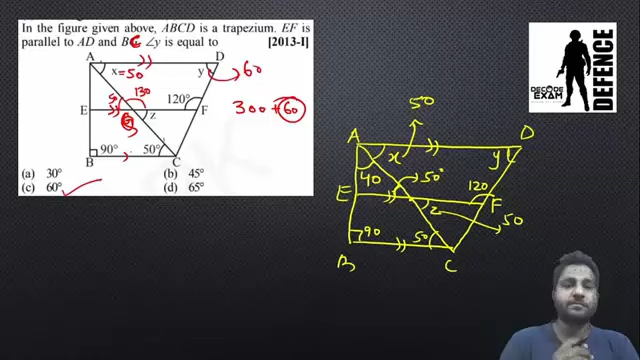 In the figure given above, ABCD is a trapezium. EF is
parallel to AD and BC. ∠y is equal to [2013-I]
A D
x = 50 y 60
50 130 120° 300 + 60
E G z F
90° 50°
B C
(a) 30° (b) 45°
(c) 60° (d) 65°
DECODE
EXAM
DEFENCE
50
A D
x y
40
50°
E 120 F
z 50
90 50
B C